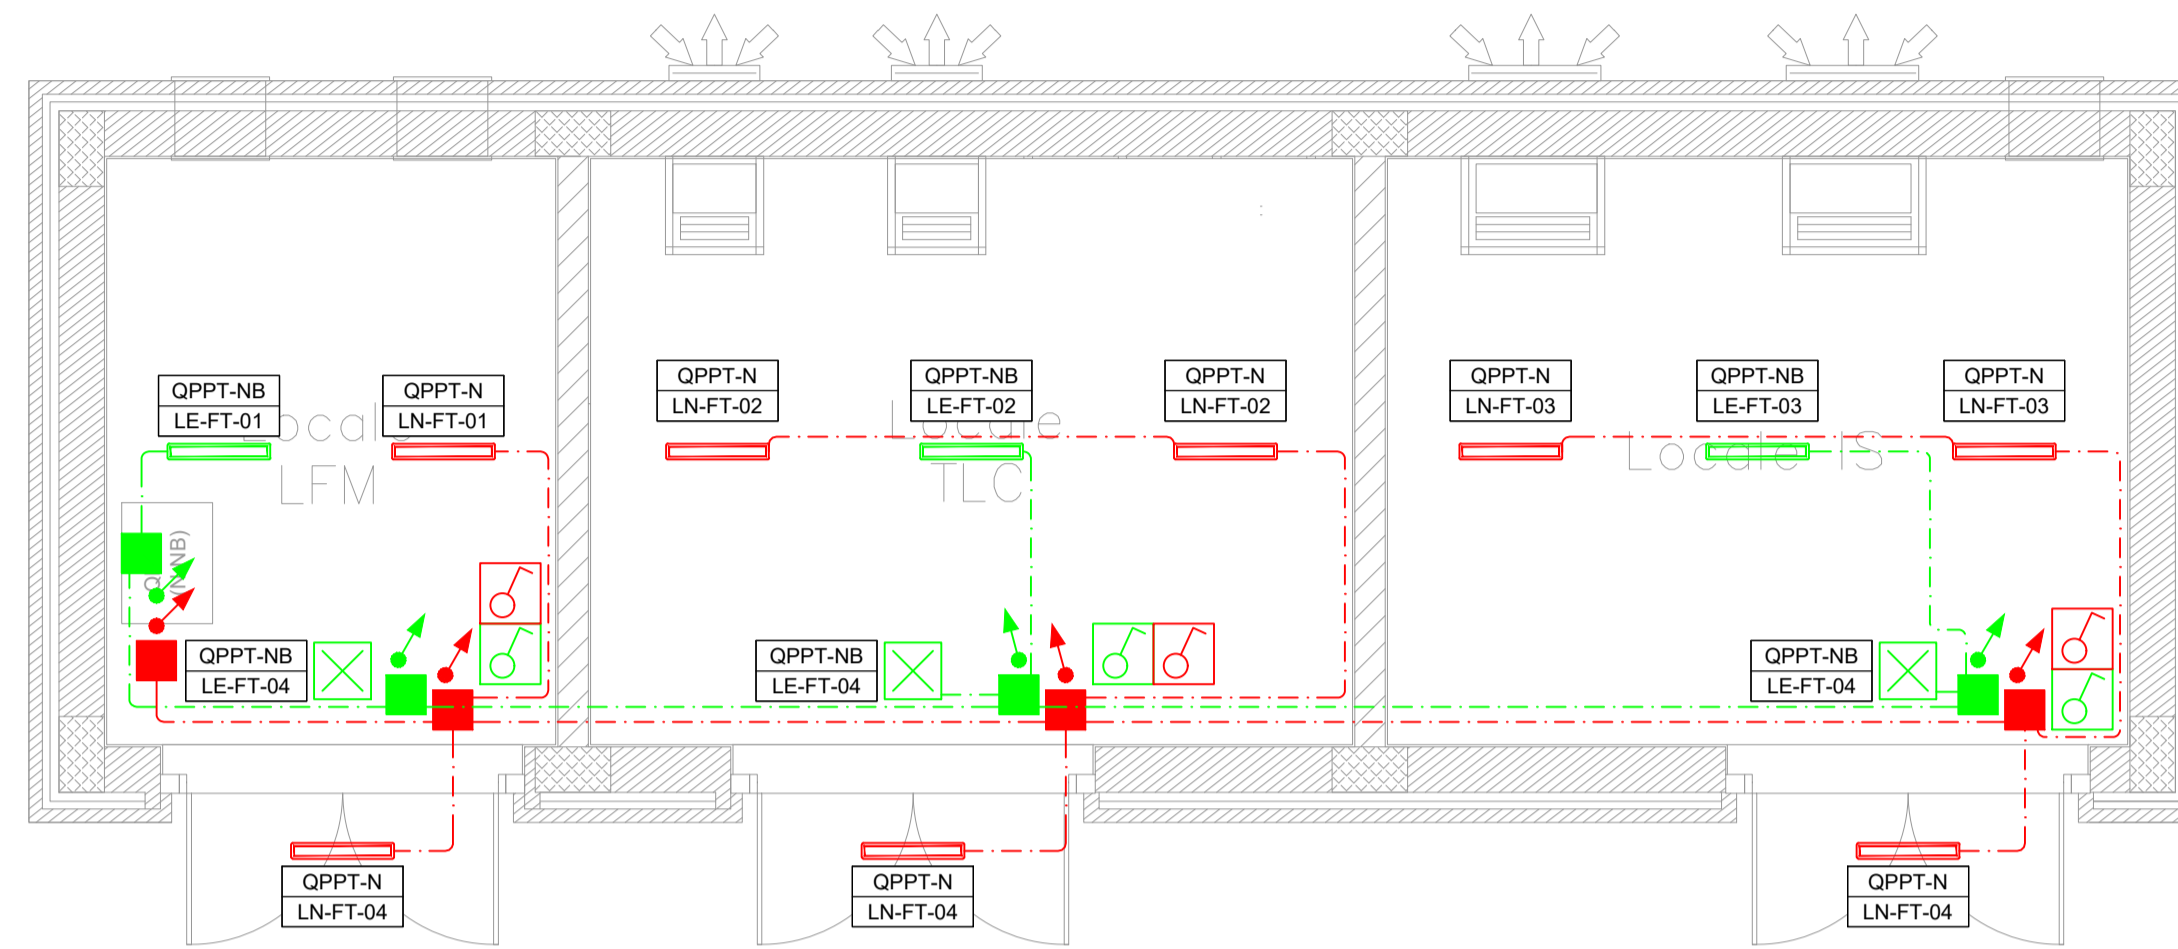 QPPT-N
LN-FT-02
QPPT-NB
LE-FT-02
QPPT-N
LN-FT-02
QPPT-N
LN-FT-03
QPPT-NB
LE-FT-03
QPPT-N
LN-FT-03
QPPT-NB
LE-FT-01
QPPT-N
LN-FT-01
Locale
LFM
Locale
TLC
Locale IS
QPPT-NB
LE-FT-04
QPPT-NB
LE-FT-04
QPPT-NB
LE-FT-04
QPPT-N
LN-FT-04
QPPT-N
LN-FT-04
QPPT-N
LN-FT-04